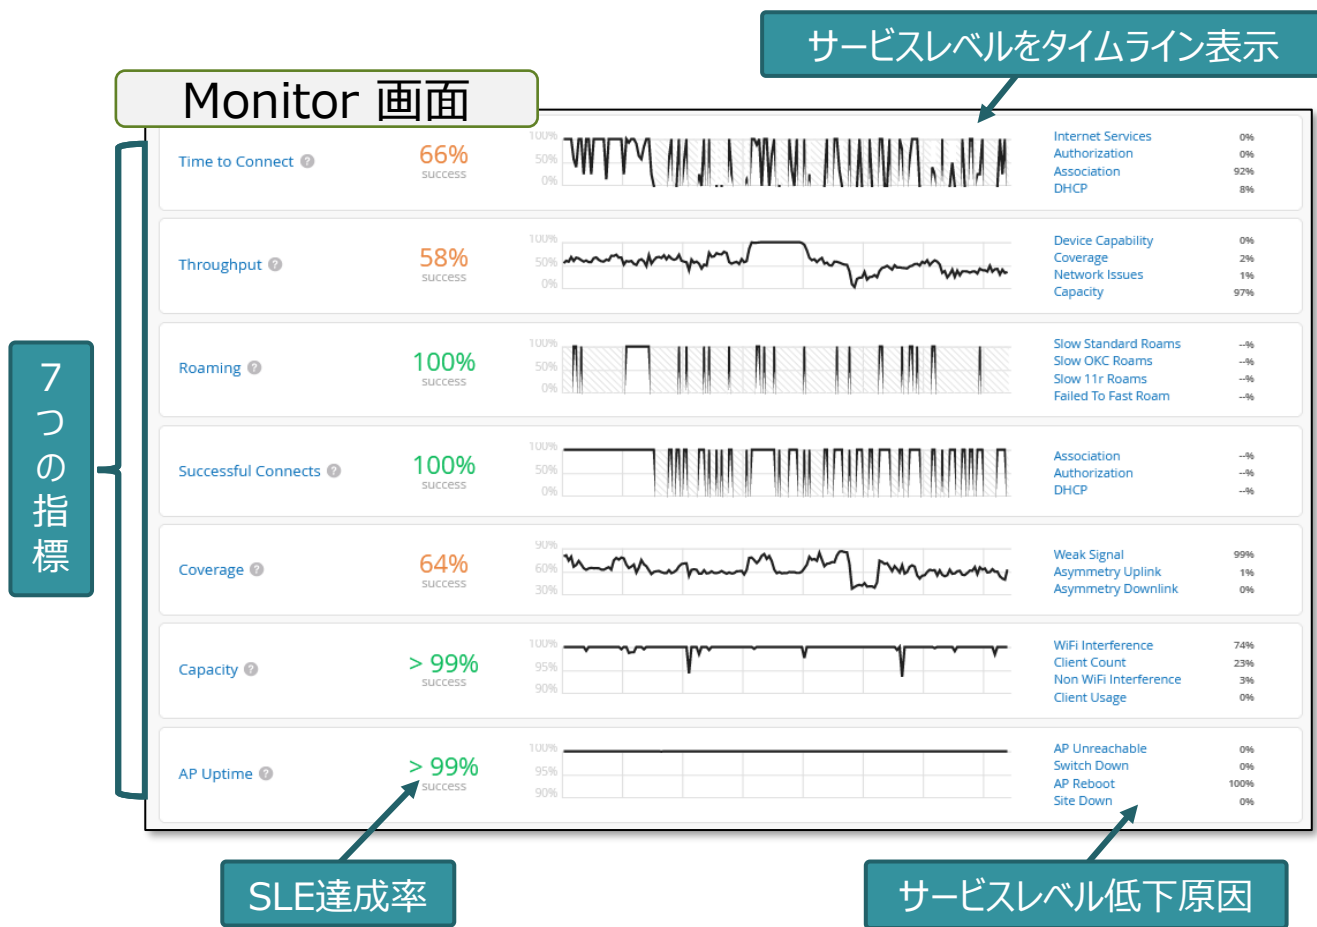 サービスレベルをタイムライン表示
Monitor 画面
7つの指標
Time to Connect ?
66%
success
100%
50%
0%
Internet Services 0%
Authorization 0%
Association 92%
DHCP 8%
Throughput ?
58%
success
100%
50%
0%
Device Capability 0%
Coverage 2%
Network Issues 1%
Capacity 97%
Roaming ?
100%
success
100%
50%
0%
Slow Standard Roams --%
Slow OKC Roams --%
Slow 11r Roams --%
Failed To Fast Roam --%
Successful Connects ?
100%
success
100%
50%
0%
Association --%
Authorization --%
DHCP --%
Coverage ?
64%
success
90%
60%
30%
Weak Signal 99%
Asymmetry Uplink 1%
Asymmetry Downlink 0%
Capacity ?
> 99%
success
100%
95%
90%
WiFi Interference 74%
Client Count 23%
Non WiFi Interference 3%
Client Usage 0%
AP Uptime ?
> 99%
success
100%
95%
90%
AP Unreachable 0%
Switch Down 0%
AP Reboot 100%
Site Down 0%
SLE達成率
サービスレベル低下原因